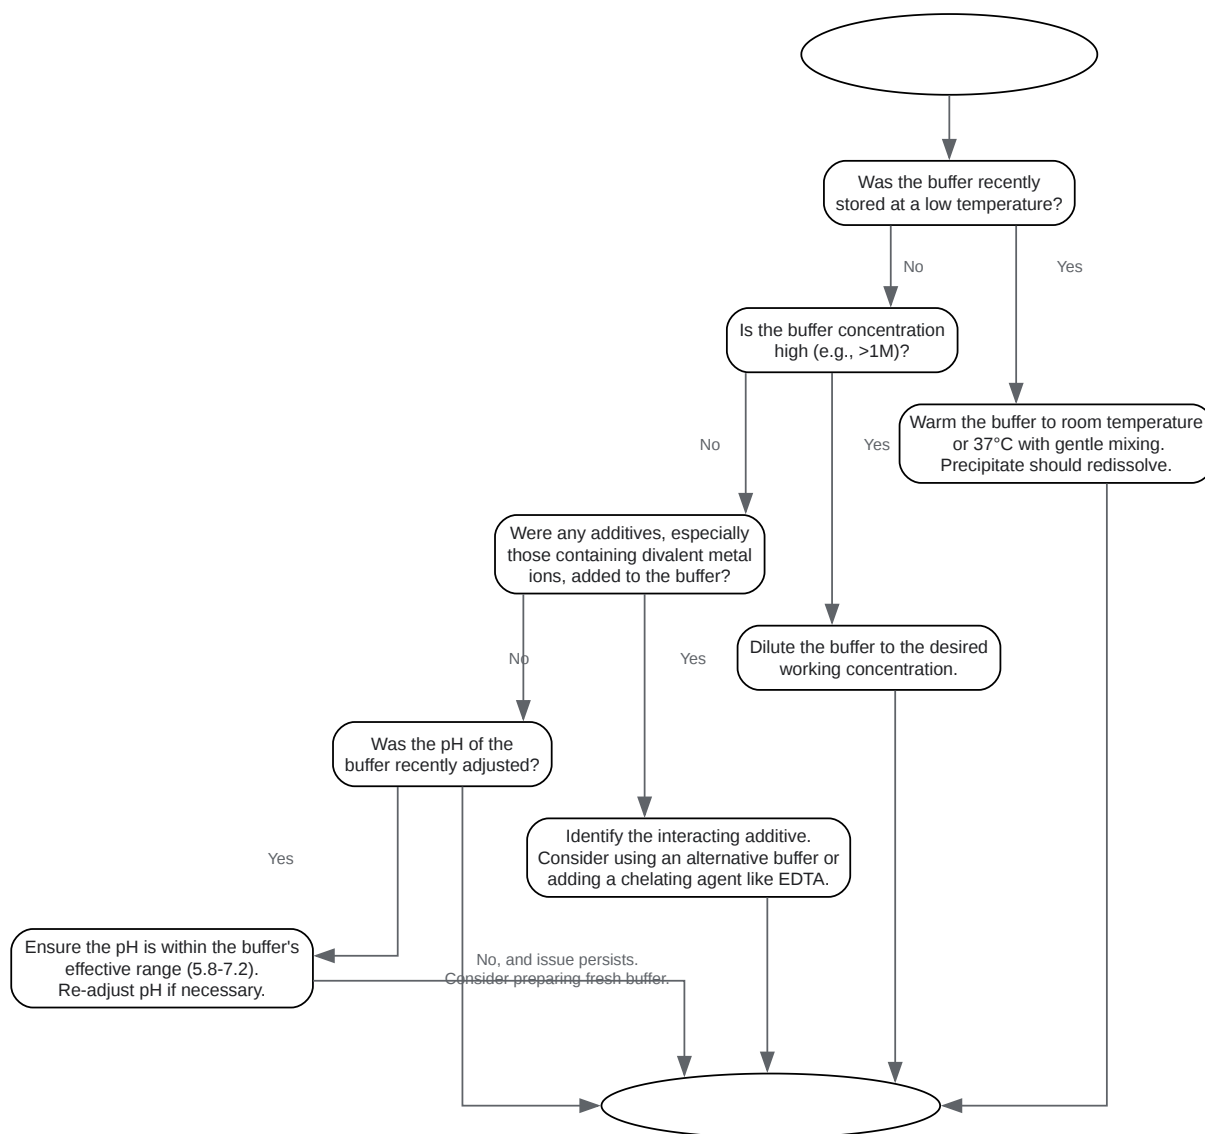 Was the buffer recently
stored at a low temperature?
No
Yes
Is the buffer concentration
high (e.g., >1M)?
No
Yes
Warm the buffer to room temperature
or 37°C with gentle mixing.
Precipitate should redissolve.
Were any additives, especially
those containing divalent metal
ions, added to the buffer?
No
Yes
Dilute the buffer to the desired
working concentration.
Was the pH of the
buffer recently adjusted?
Yes
Identify the interacting additive.
Consider using an alternative buffer or
adding a chelating agent like EDTA.
Ensure the pH is within the buffer's
effective range (5.8-7.2).
Re-adjust pH if necessary.
No, and issue persists.
Consider preparing fresh buffer.